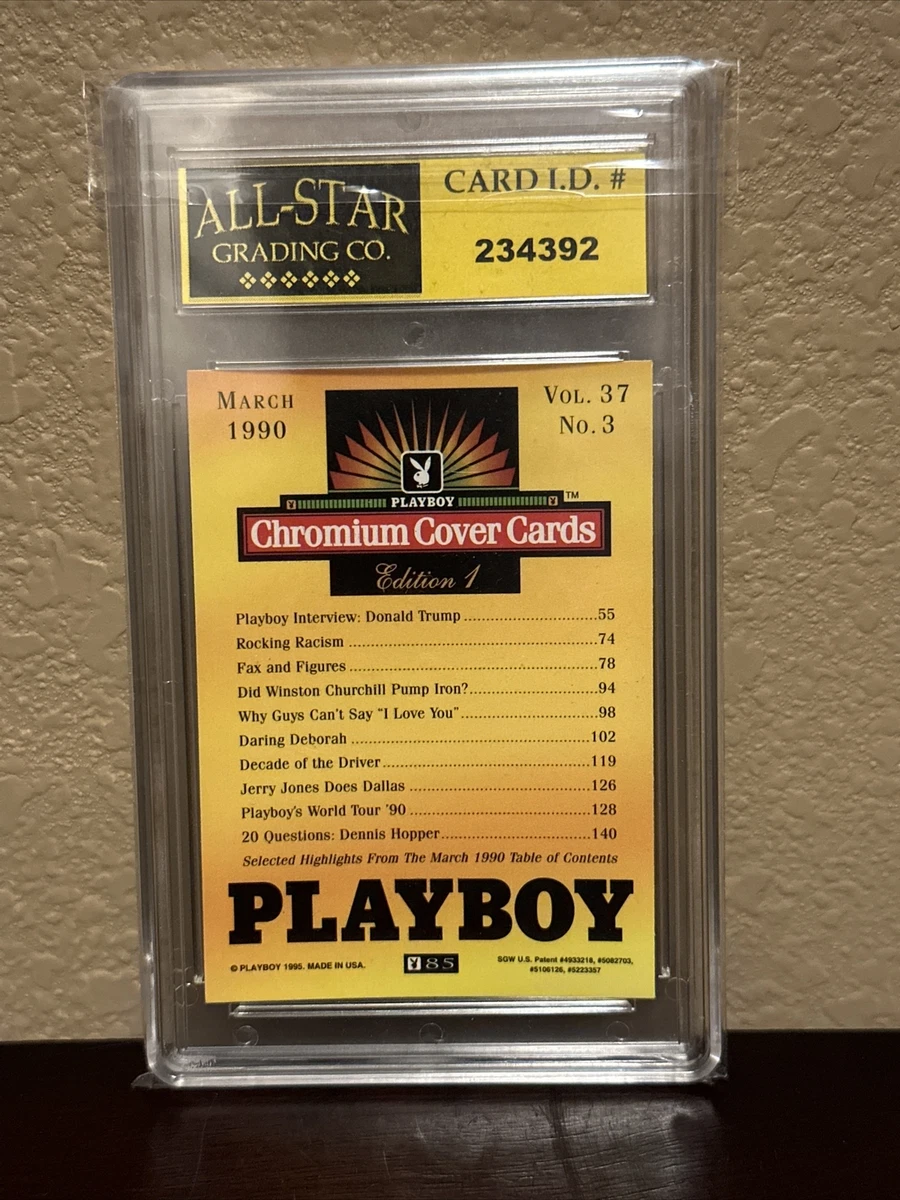 ALL-STAR
GRADING CO.
CARD I.D. #
234392
MARCH
1990
VOL. 37
NO. 3
PLAYBOY
Chromium Cover Cards™
Edition 1
Playboy Interview: Donald Trump ........................55
Rocking Racism ........................74
Fax and Figures ........................78
Did Winston Churchill Pump Iron?........................94
Why Guys Can't Say "I Love You"........................98
Daring Deborah ........................102
Decade of the Driver........................119
Jerry Jones Does Dallas ........................126
Playboy's World Tour '90 ........................128
20 Questions: Dennis Hopper........................140
Selected Highlights From The March 1990 Table of Contents
PLAYBOY
© PLAYBOY 1995. MADE IN USA.
85
SGW U.S. Patent #4933218, #5082703,
#5106126, #5223357